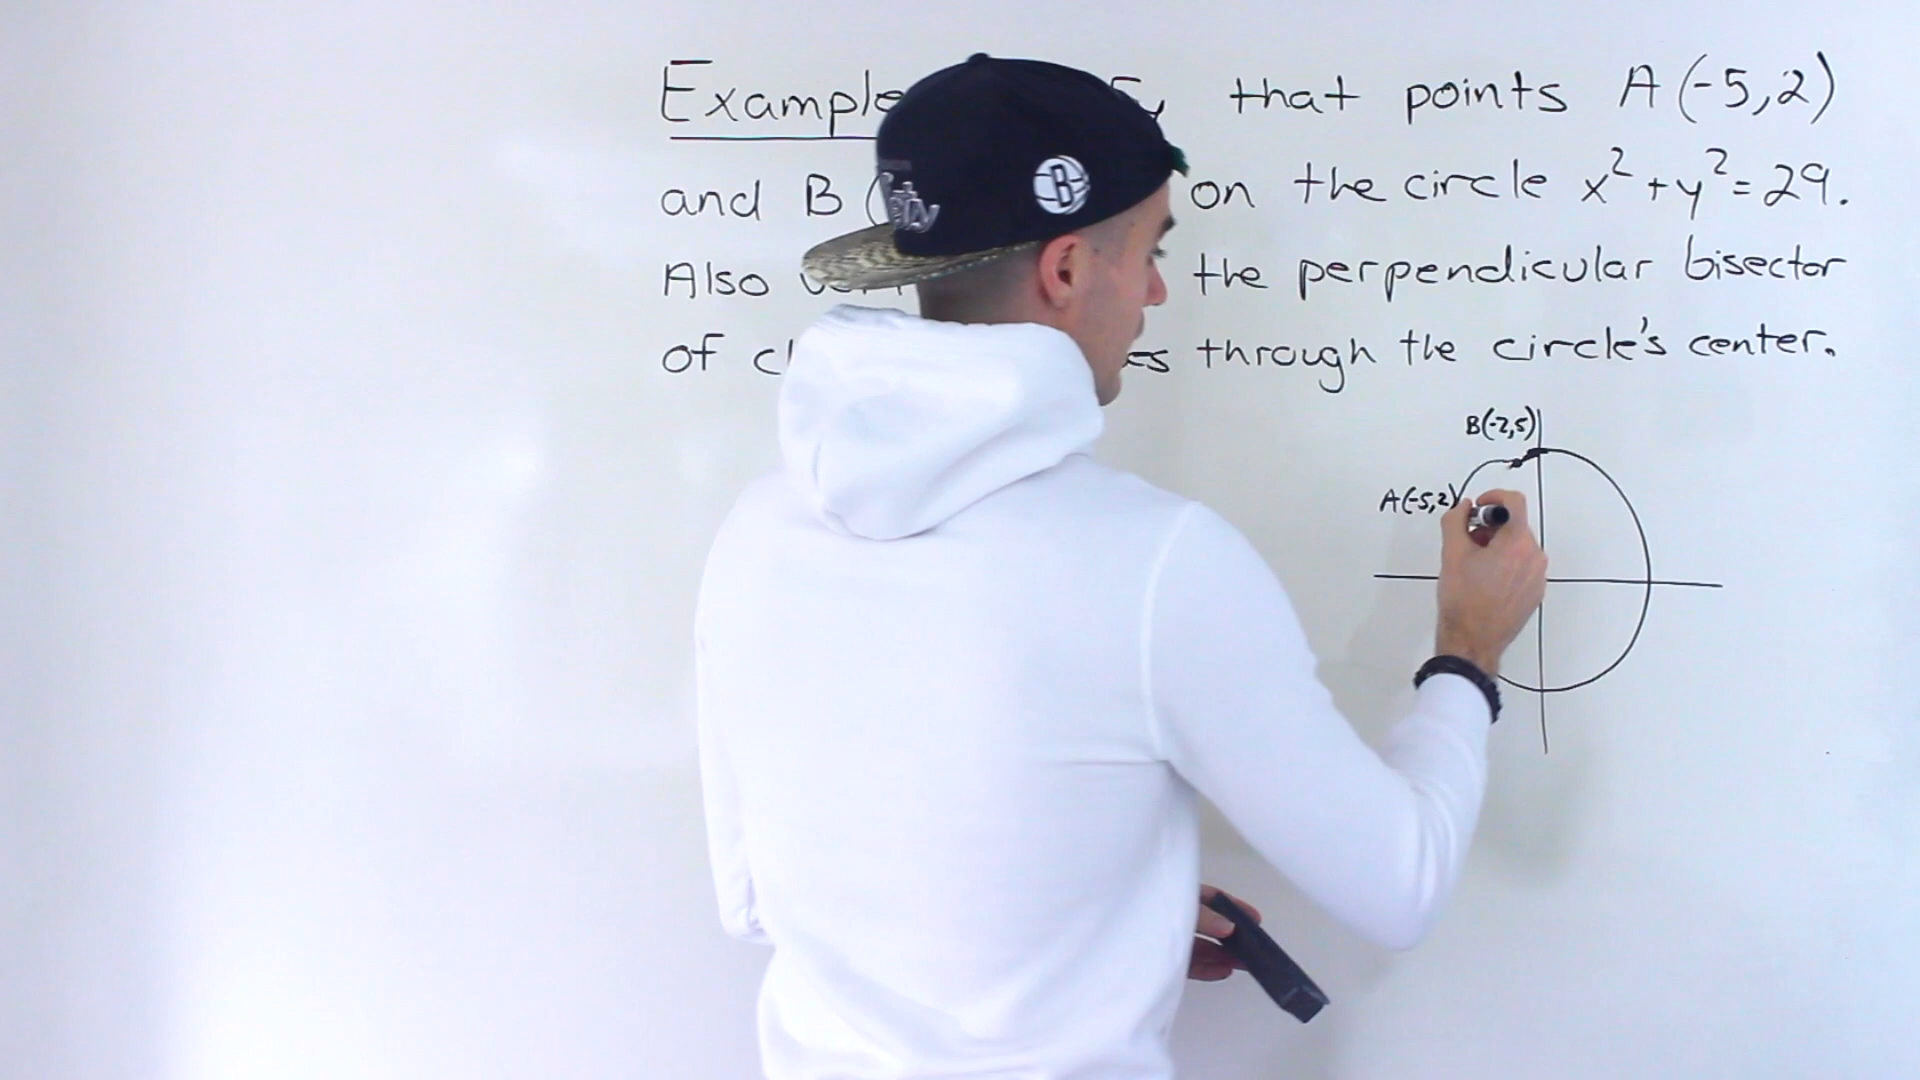 Example that points A(-5,2)
and B on the circle x²+y²=29.
Also the perpendicular bisector
of through the circle's center.
B(-2,5)
A(-5,2)
B